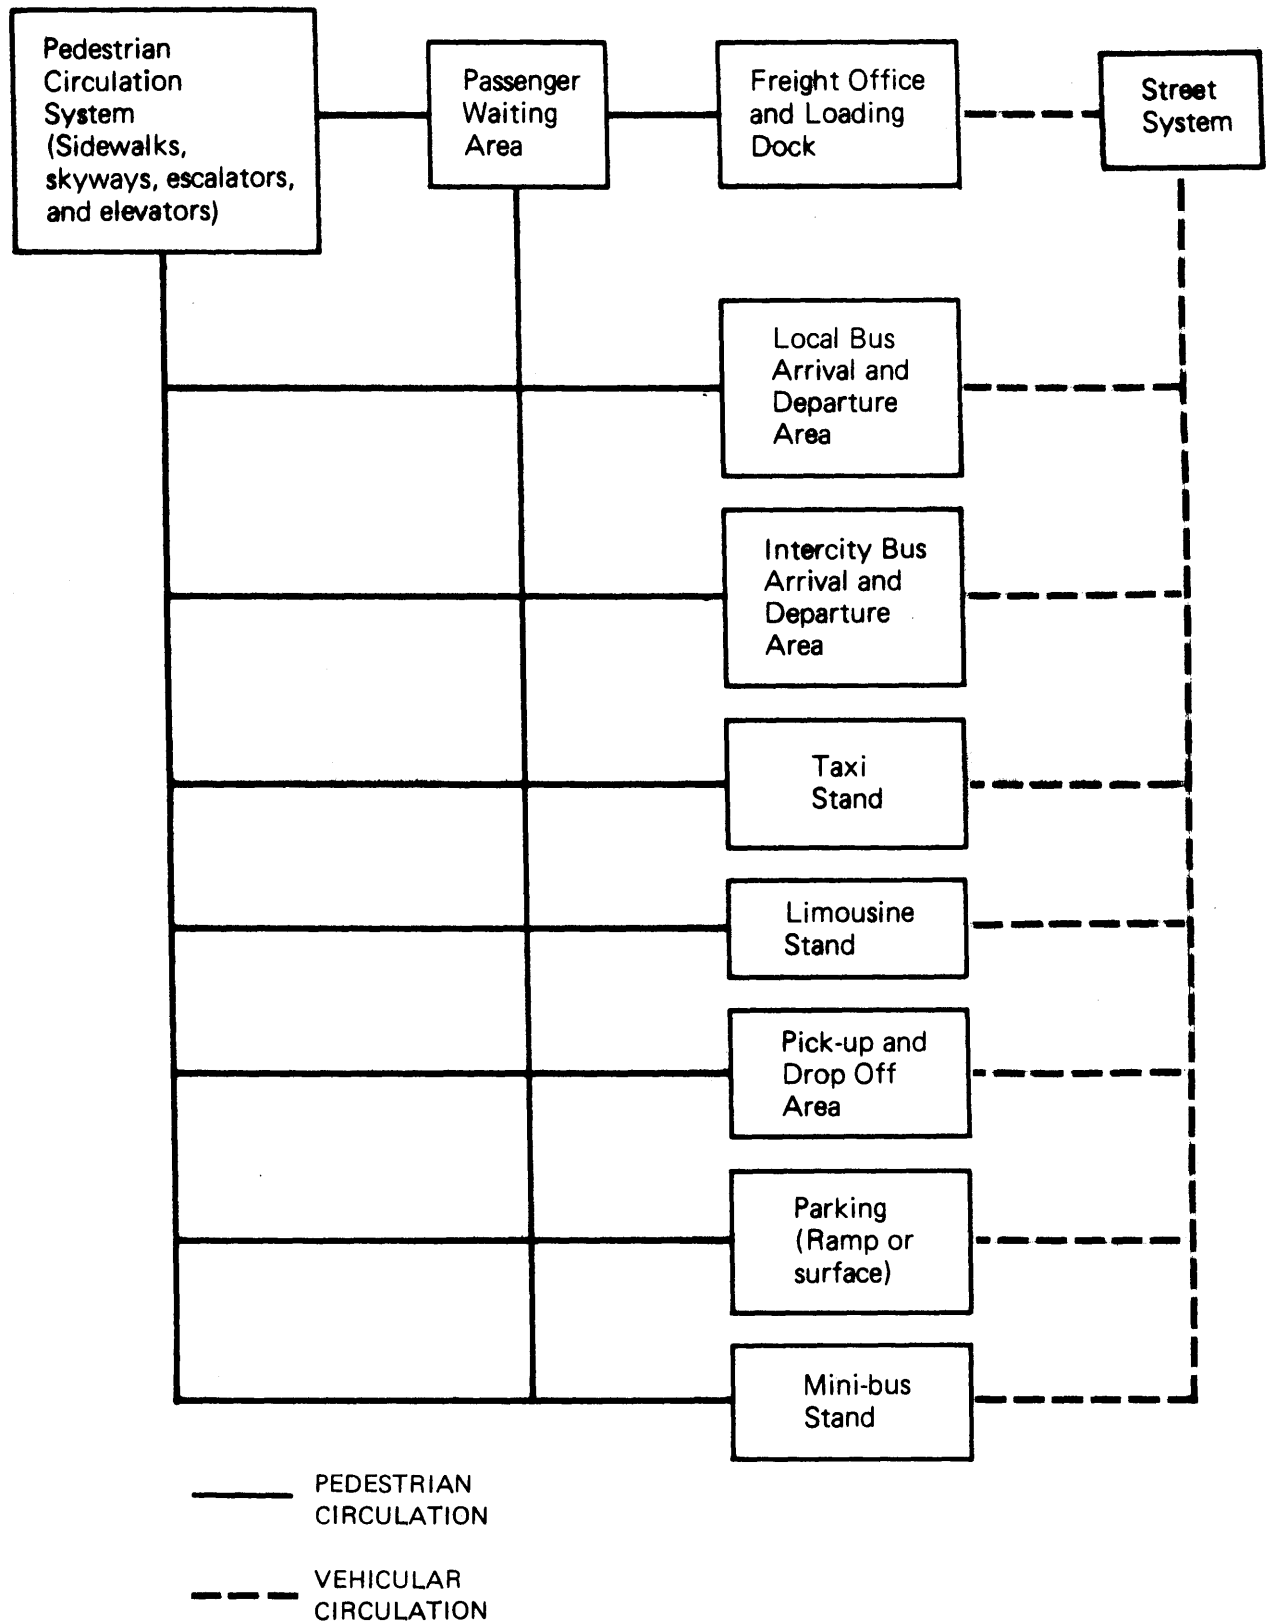 Pedestrian
Circulation
System
(Sidewalks,
skyways, escalators,
and elevators)
Passenger
Waiting
Area
Freight Office
and Loading
Dock
Street
System
Local Bus
Arrival and
Departure
Area
Intercity Bus
Arrival and
Departure
Area
Taxi
Stand
Limousine
Stand
Pick-up and
Drop Off
Area
Parking
(Ramp or
surface)
Mini-bus
Stand
PEDESTRIAN
CIRCULATION
VEHICULAR
CIRCULATION